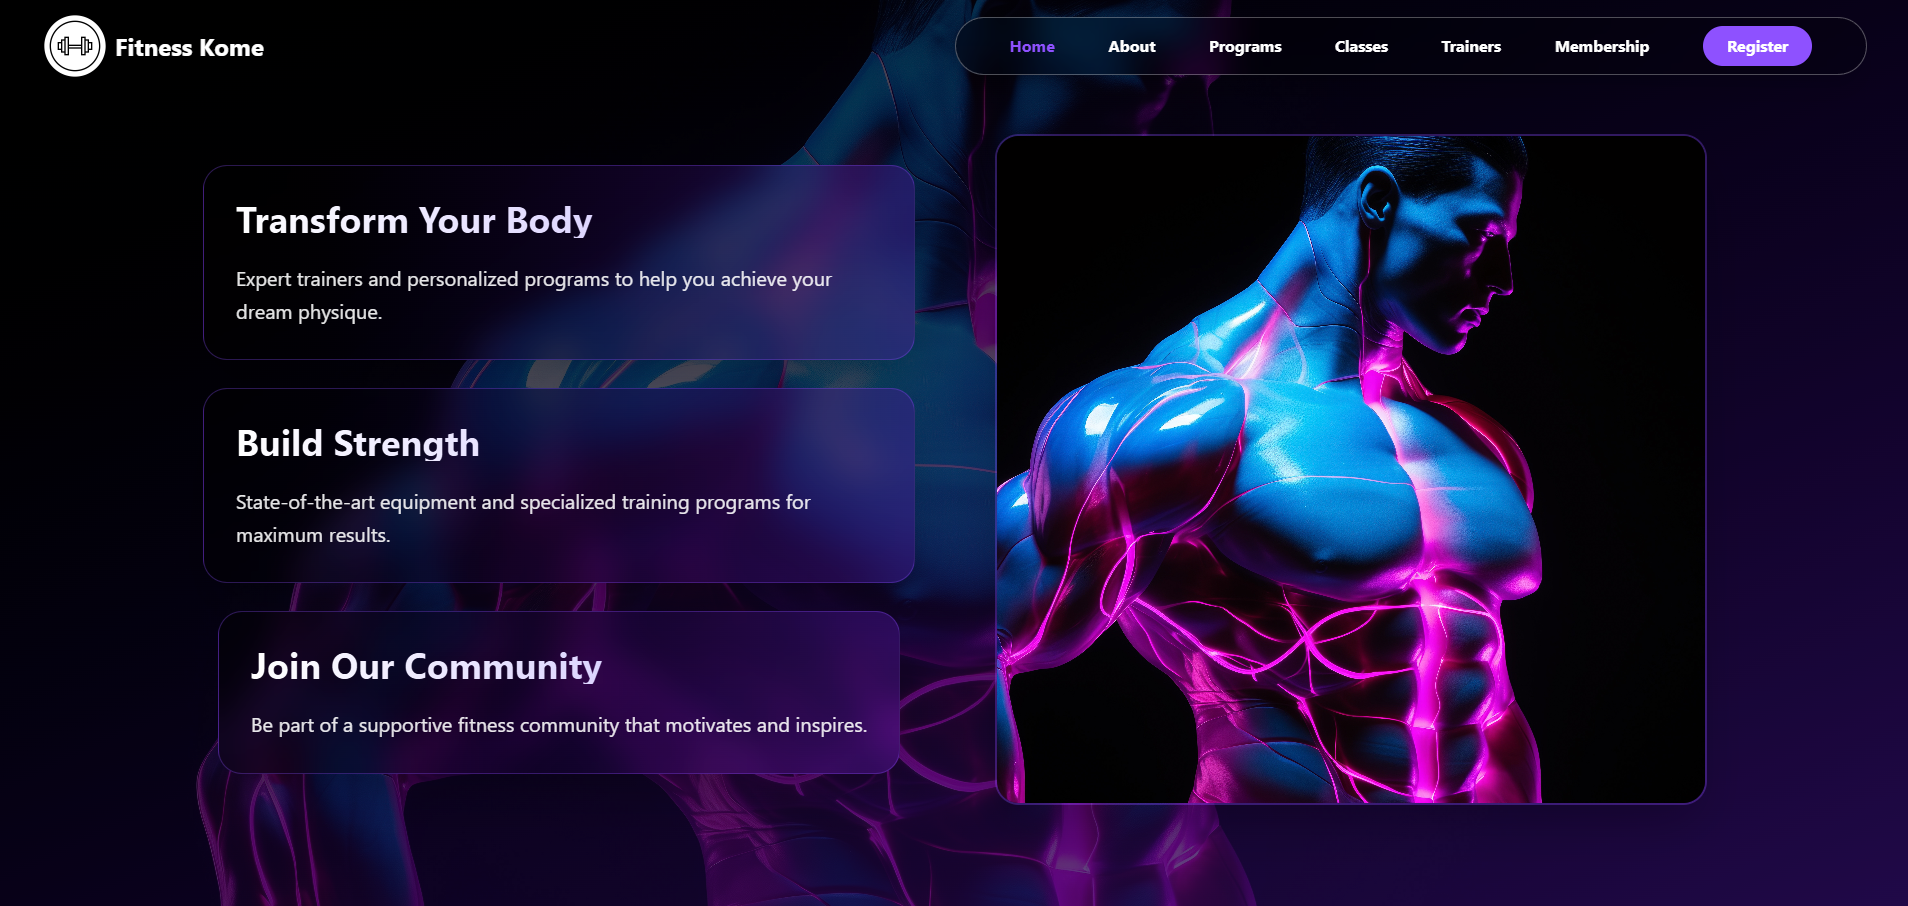 Fitness Kome
Home About Programs Classes Trainers Membership Register
Transform Your Body
Expert trainers and personalized programs to help you achieve your
dream physique.
Build Strength
State-of-the-art equipment and specialized training programs for
maximum results.
Join Our Community
Be part of a supportive fitness community that motivates and inspires.